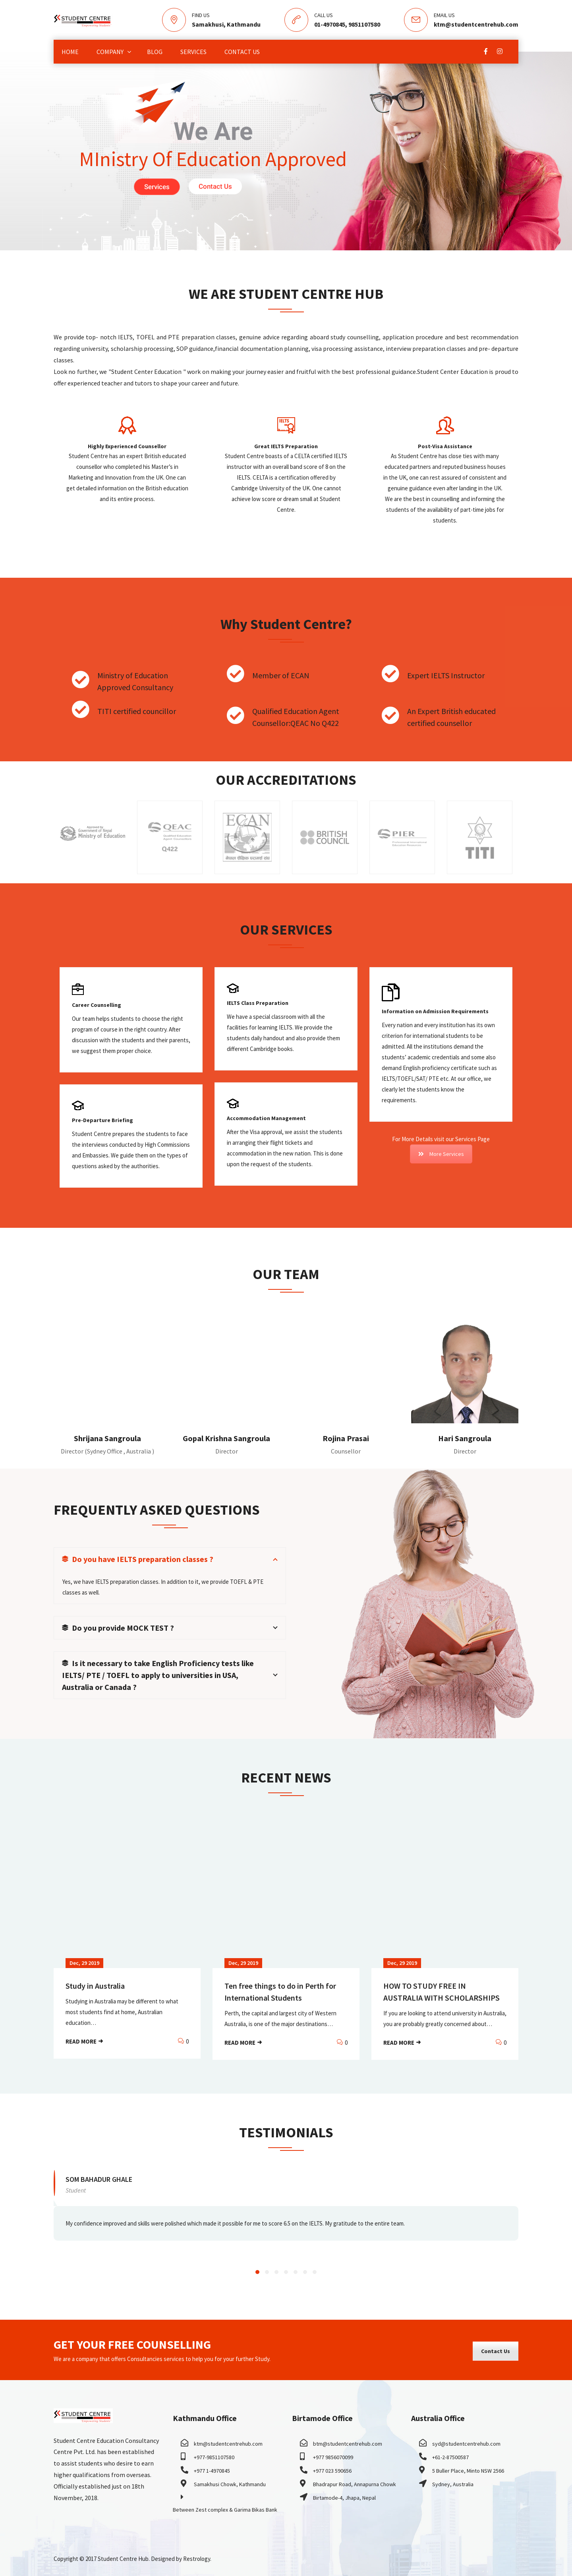 STUDENT CENTRE
FIND US
Samakhusi, Kathmandu
CALL US
01-4970845, 9851107580
EMAIL US
ktm@studentcentrehub.com
HOME
COMPANY
BLOG
SERVICES
CONTACT US
We Are
MInistry Of Education Approved
Services
Contact Us
WE ARE STUDENT CENTRE HUB
We provide top- notch IELTS, TOFEL and PTE preparation classes, genuine advice regarding aboard study counselling, application procedure and best recommendation
regarding university, scholarship processing, SOP guidance,financial documentation planning, visa processing assistance, interview preparation classes and pre- departure
classes.
Look no further, we "Student Center Education " work on making your journey easier and fruitful with the best professional guidance.Student Center Education is proud to
offer experienced teacher and tutors to shape your career and future.
Highly Experienced Counsellor
Student Centre has an expert British educated
counsellor who completed his Master's in
Marketing and Innovation from the UK. One can
get detailed information on the British education
and its entire process.
IELTS
Great IELTS Preparation
Student Centre boasts of a CELTA certified IELTS
instructor with an overall band score of 8 on the
IELTS. CELTA is a certification offered by
Cambridge University of the UK. One cannot
achieve low score or dream small at Student
Centre.
Post-Visa Assistance
As Student Centre has close ties with many
educated partners and reputed business houses
in the UK, one can rest assured of consistent and
genuine guidance even after landing in the UK.
We are the best in counselling and informing the
students of the availability of part-time jobs for
students.
Why Student Centre?
Ministry of Education
Approved Consultancy
Member of ECAN
Expert IELTS Instructor
TITI certified councillor
Qualified Education Agent
Counsellor:QEAC No Q422
An Expert British educated
certified counsellor
OUR ACCREDITATIONS
Government of Nepal
Ministry of Education
QEAC
Q422
ECAN
BRITISH
COUNCIL
PIER
TITI
OUR SERVICES
Career Counselling
Our team helps students to choose the right
program of course in the right country. After
discussion with the students and their parents,
we suggest them proper choice.
IELTS Class Preparation
We have a special classroom with all the
facilities for learning IELTS. We provide the
students daily handout and also provide them
different Cambridge books.
Information on Admission Requirements
Every nation and every institution has its own
criterion for international students to be
admitted: All the institutions demand the
students' academic credentials and some also
demand English proficiency certificate such as
IELTS/TOEFL/SAT/ PTE etc. At our office, we
clearly let the students know the
requirements.
Pre-Departure Briefing
Student Centre prepares the students to face
the interviews conducted by High Commissions
and Embassies. We guide them on the types of
questions asked by the authorities.
Accommodation Management
After the Visa approval, we assist the students
in arranging their flight tickets and
accommodation in the new nation. This is done
upon the request of the students.
For More Details visit our Services Page
More Services
OUR TEAM
Shrijana Sangroula
Director (Sydney Office , Australia )
Gopal Krishna Sangroula
Director
Rojina Prasai
Counsellor
Hari Sangroula
Director
FREQUENTLY ASKED QUESTIONS
Do you have IELTS preparation classes ?
Yes, we have IELTS preparation classes. In addition to it, we provide TOEFL & PTE
classes as well.
Do you provide MOCK TEST ?
Is it necessary to take English Proficiency tests like
IELTS/ PTE / TOEFL to apply to universities in USA,
Australia or Canada ?
RECENT NEWS
Dec, 29 2019
Study in Australia
Studying in Australia may be different to what
most students find at home, Australian
education…
READ MORE
0
Dec, 29 2019
Ten free things to do in Perth for
International Students
Perth, the capital and largest city of Western
Australia, is one of the major destinations…
READ MORE
0
Dec, 29 2019
HOW TO STUDY FREE IN
AUSTRALIA WITH SCHOLARSHIPS
If you are looking to attend university in Australia,
you are probably greatly concerned about…
READ MORE
0
TESTIMONIALS
SOM BAHADUR GHALE
Student
My confidence improved and skills were polished which made it possible for me to score 6.5 on the IELTS. My gratitude to the entire team.
GET YOUR FREE COUNSELLING
We are a company that offers Consultancies services to help you for your further Study.
Contact Us
STUDENT CENTRE
Student Centre Education Consultancy
Centre Pvt. Ltd. has been established
to assist students who desire to earn
higher qualifications from overseas.
Officially established just on 18th
November, 2018.
Kathmandu Office
ktm@studentcentrehub.com
+977-9851107580
+977 1-4970845
Samakhusi Chowk, Kathmandu
Between Zest complex & Garima Bikas Bank
Birtamode Office
btm@studentcentrehub.com
+977 9856070099
+977 023 590856
Bhadrapur Road, Annapurna Chowk
Birtamode-4, Jhapa, Nepal
Australia Office
syd@studentcentrehub.com
+61-2-87500587
5 Buller Place, Minto NSW 2566
Sydney, Australia
Copyright © 2017 Student Centre Hub. Designed by Restrology.